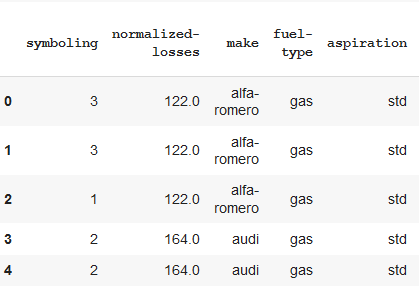 symboling normalized-losses make fuel-type aspiration
0 3 122.0 alfa-romero gas std
1 3 122.0 alfa-romero gas std
2 1 122.0 alfa-romero gas std
3 2 164.0 audi gas std
4 2 164.0 audi gas std